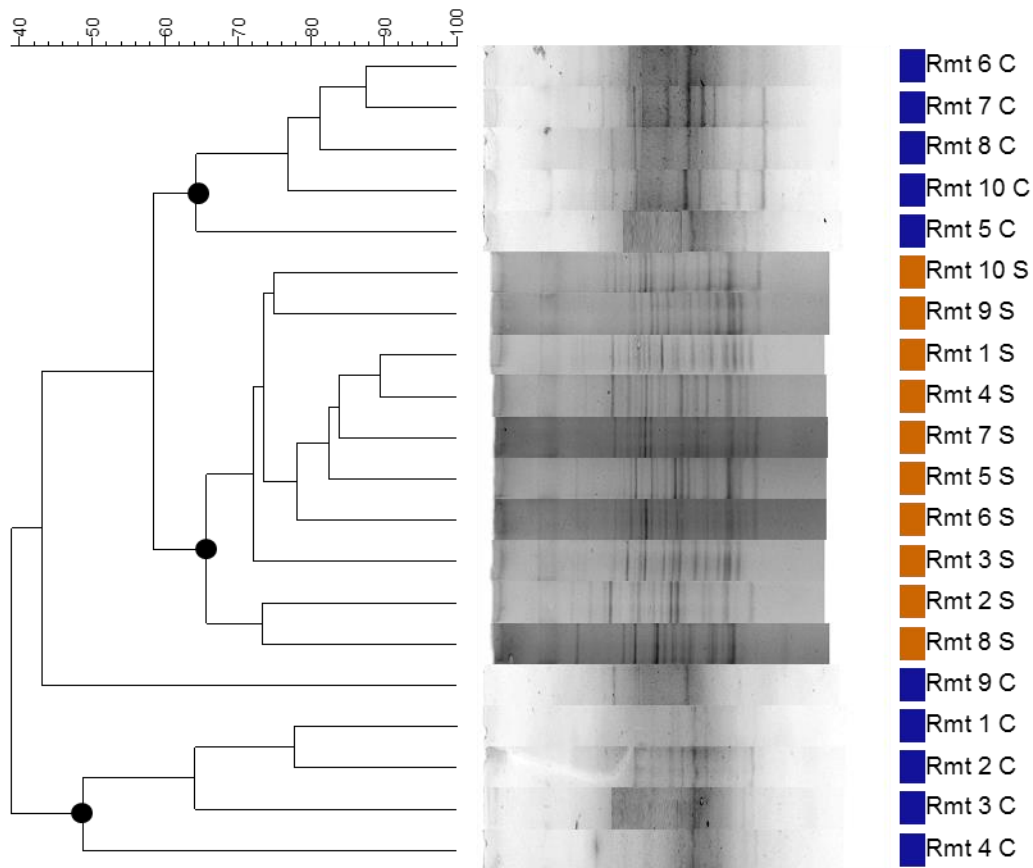 40 50 60 70 80 90 100
Rmt 6 C
Rmt 7 C
Rmt 8 C
Rmt 10 C
Rmt 5 C
Rmt 10 S
Rmt 9 S
Rmt 1 S
Rmt 4 S
Rmt 7 S
Rmt 5 S
Rmt 6 S
Rmt 3 S
Rmt 2 S
Rmt 8 S
Rmt 9 C
Rmt 1 C
Rmt 2 C
Rmt 3 C
Rmt 4 C